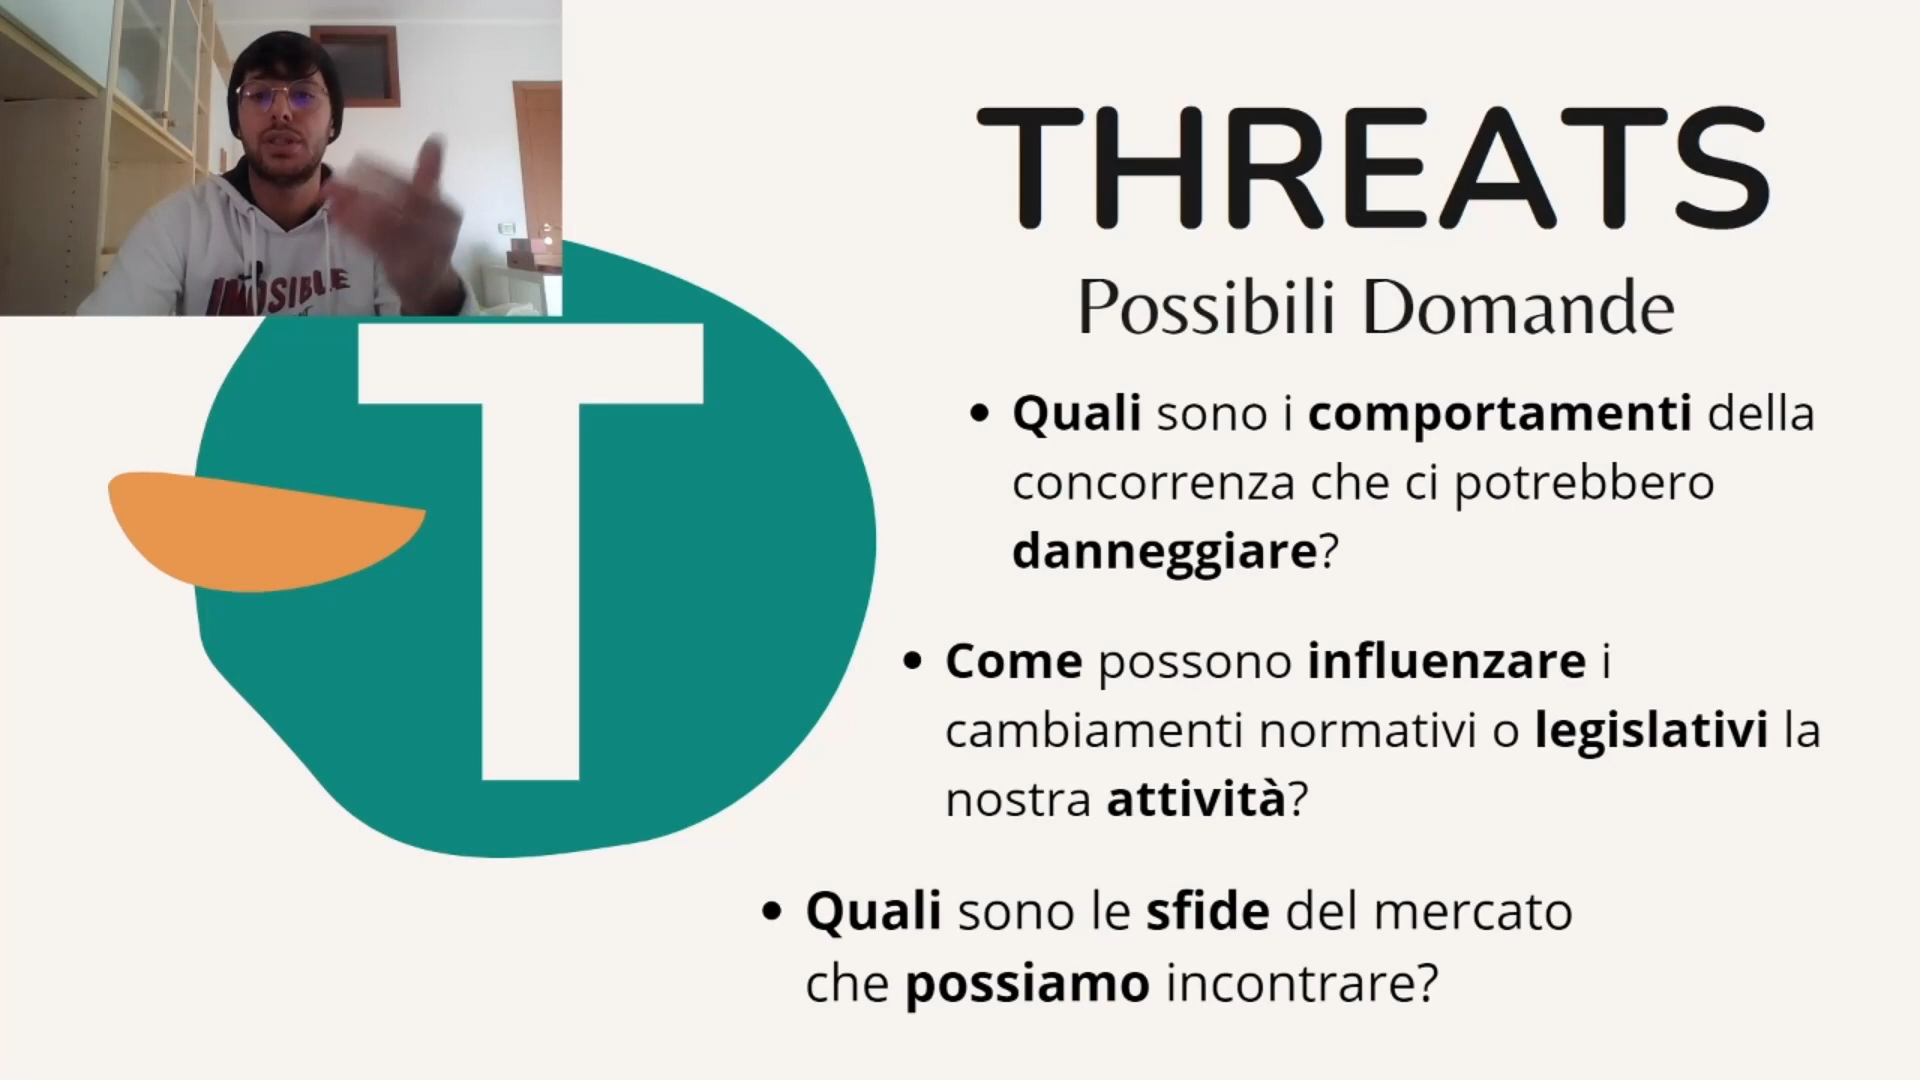 THREATS
Possibili Domande
T
• Quali sono i comportamenti della
concorrenza che ci potrebbero
danneggiare?
• Come possono influenzare i
cambiamenti normativi o legislativi la
nostra attività?
• Quali sono le sfide del mercato
che possiamo incontrare?